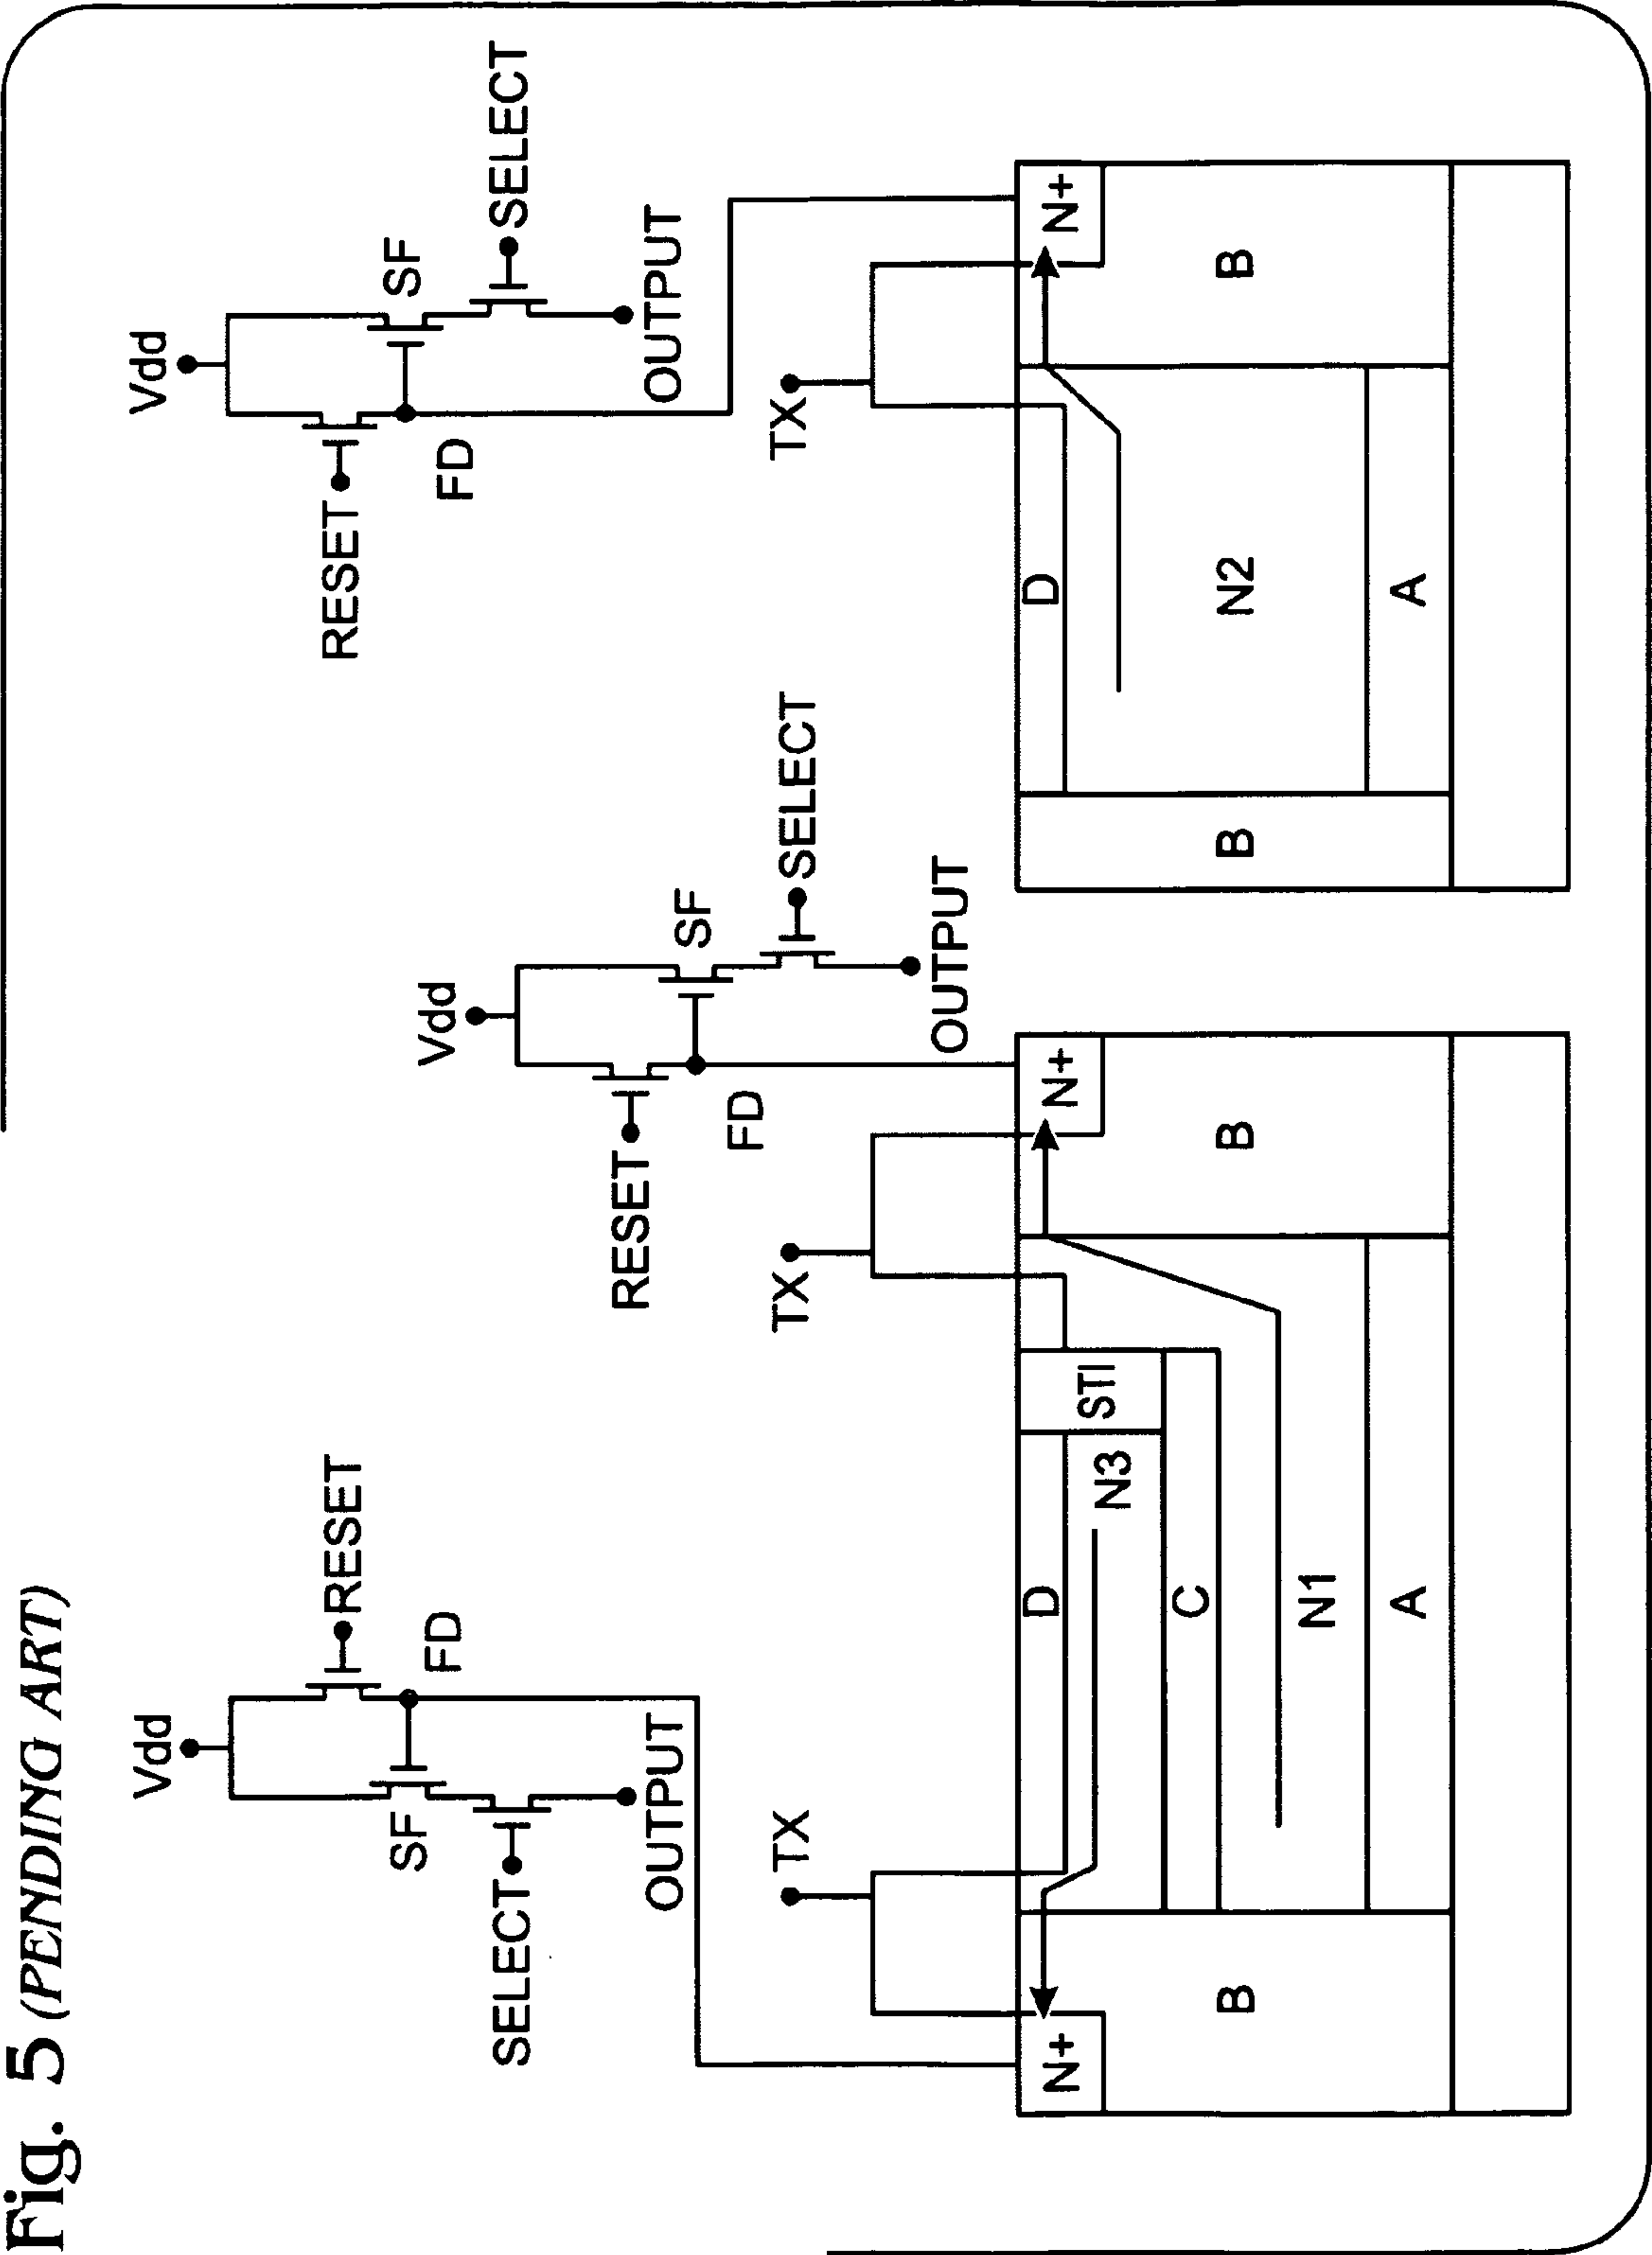 Fig. 5 (PENDING ART)
Vdd
RESET
SF
FD
SELECT
OUTPUT
TX
Vdd
RESET
SF
FD
SELECT
OUTPUT
TX
Vdd
RESET
SF
FD
SELECT
OUTPUT
TX
N+
D
N3
STI
N+
C
B
B
N1
A
D
N+
B
N2
B
A